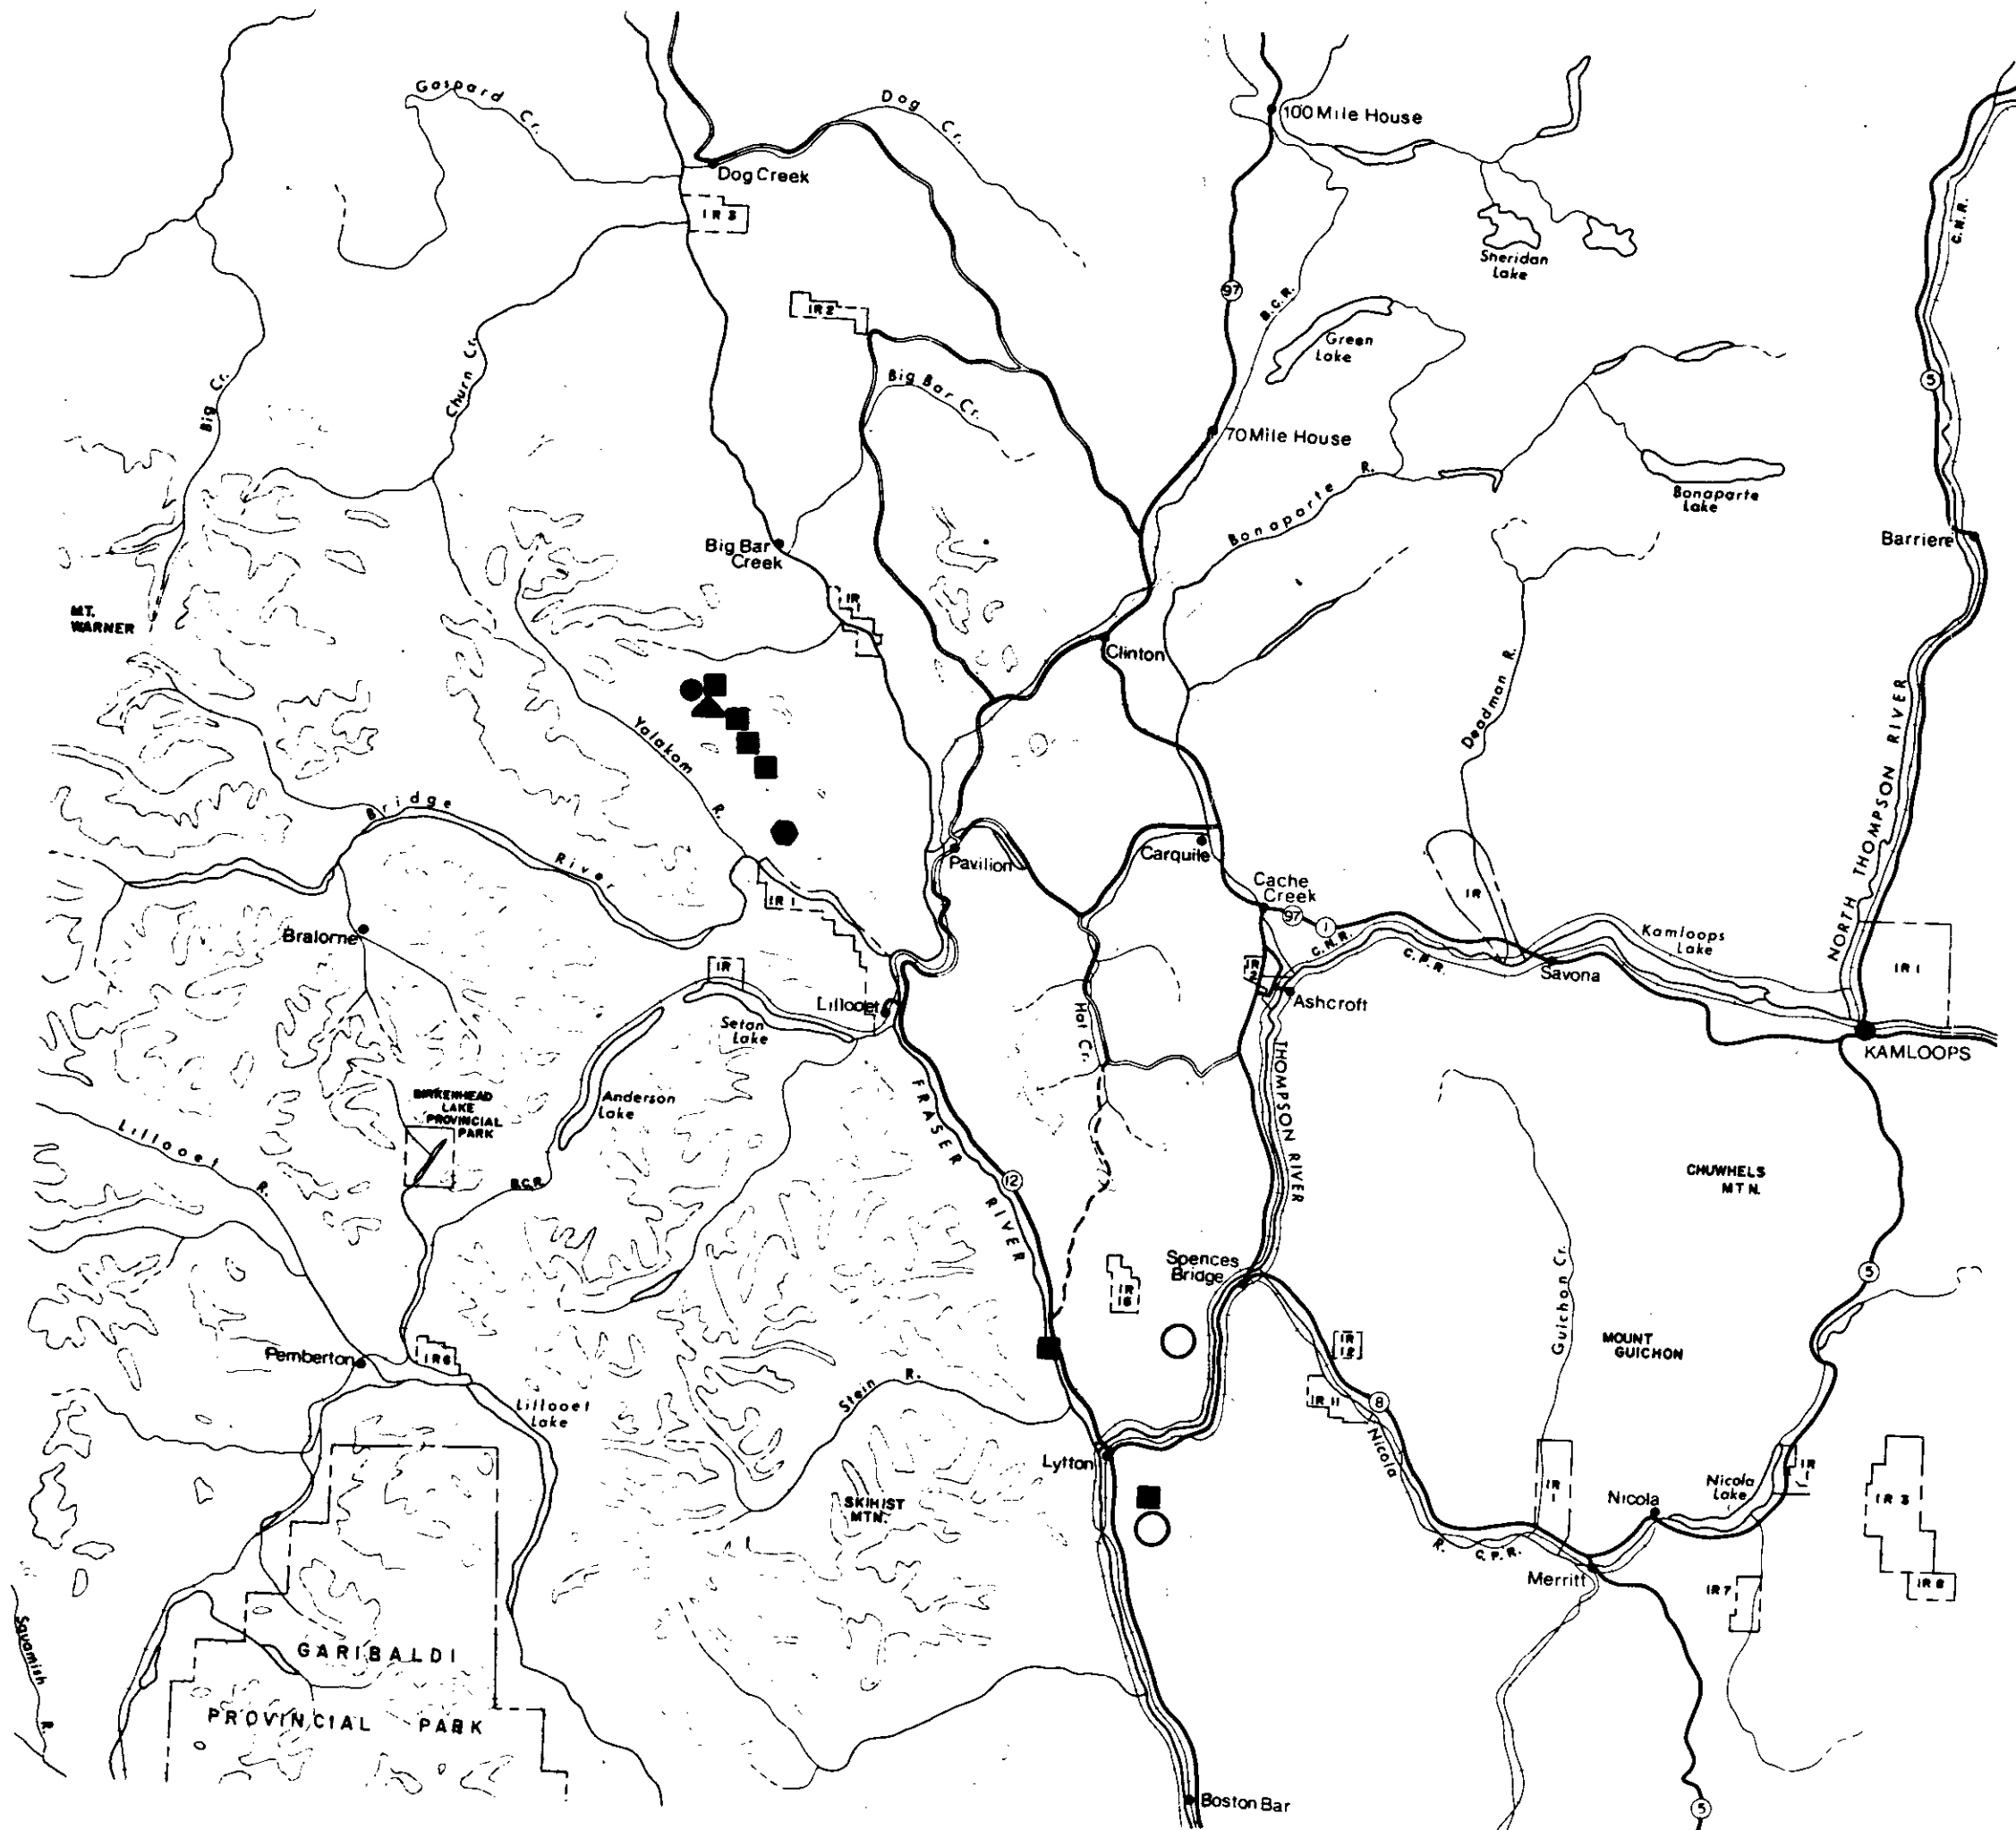 Gaspard Cr.
Dog Cr.
100 Mile House
Dog Creek
IR 3
C.N.R.
Sheridan
Lake
97
B.C.R.
IR 2
Green
Lake
5
Big Cr.
Churn Cr.
Big Bar Cr.
70 Mile House
Bonaparte R.
Bonaparte
Lake
Barriere
Big Bar
Creek
IR
MT.
WARNER
Clinton
Deadman R.
Yalakom R.
NORTH THOMPSON RIVER
Bridge River
Pavilion
Carquile
Cache
Creek
97
1
IR
IR 1
Bralorne
C.N.R.
C.P.R.
Kamloops
Lake
IR 1
IR
IR
2
Savona
Lillooet
Ashcroft
Seton
Lake
Hat Cr.
KAMLOOPS
THOMPSON RIVER
FRASER RIVER
BIRKENHEAD
LAKE
PROVINCIAL
PARK
Anderson
Lake
Lillooet R.
B.C.R.
12
CHUWHELS
MTN.
Guichon Cr.
Spences
Bridge
5
IR
16
IR
12
MOUNT
GUICHON
Pemberton
IR 6
Stein R.
8
IR 11
Lillooet
Lake
Nicola R.
Lytton
SKIHIST
MTN.
IR
1
Nicola
Nicola
Lake
IR
IR 3
C.P.R.
Merritt
IR 7
IR 8
Squamish R.
GARIBALDI
PROVINCIAL PARK
Boston Bar
5